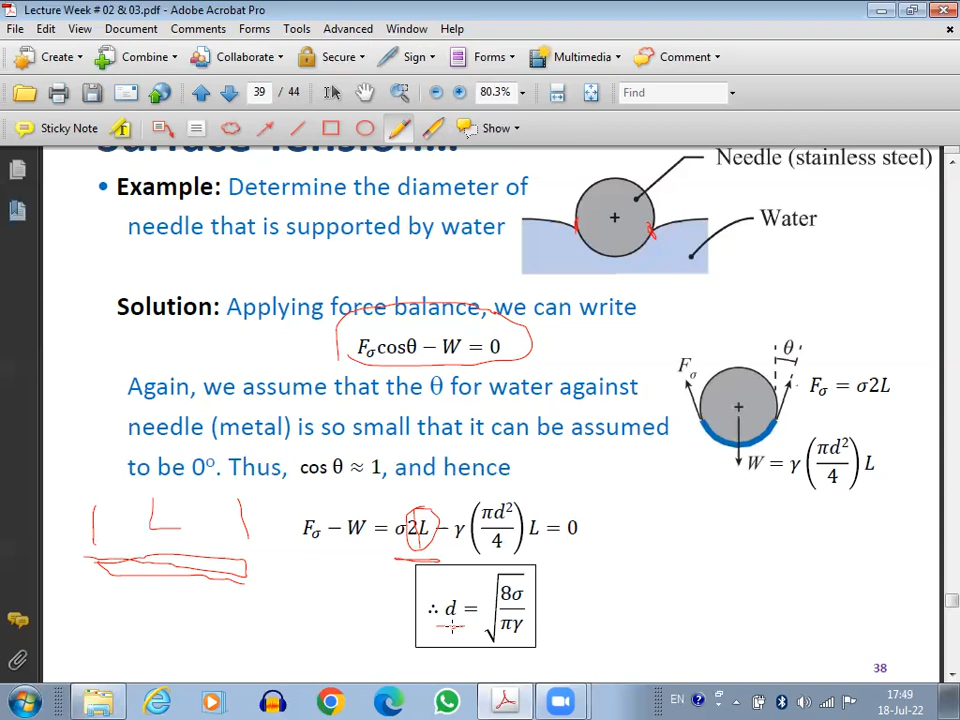 Lecture Week # 02 & 03.pdf - Adobe Acrobat Pro
File Edit View Document Comments Forms Tools Advanced Window Help
Create Combine Collaborate Secure Sign Forms Multimedia Comment
39 / 44 80.3% Find
Sticky Note Show
Surface Tension...
Needle (stainless steel)
• Example: Determine the diameter of
needle that is supported by water
Water
Solution: Applying force balance, we can write
F_σ cosθ − W = 0
θ
F_σ
F_σ = σ2L
Again, we assume that the θ for water against
needle (metal) is so small that it can be assumed
to be 0°. Thus, cos θ ≈ 1, and hence
W = γ (πd²/4) L
L
F_σ − W = σ2L − γ (πd²/4) L = 0
∴ d = √(8σ/πγ)
38
EN 17:49
18-Jul-22